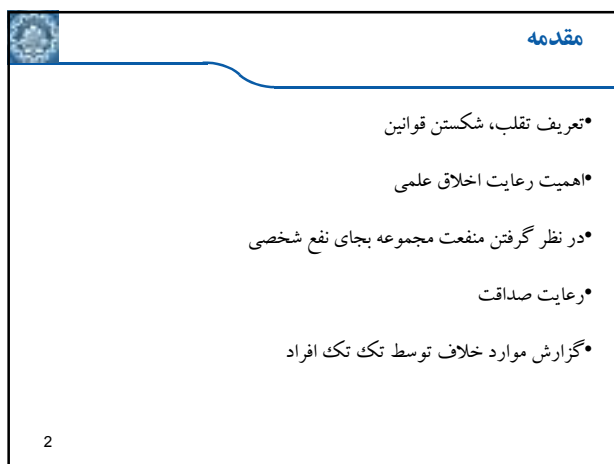 مقدمه
•تعریف تقلب، شکستن قوانین
•اهمیت رعایت اخلاق علمی
•در نظر گرفتن منفعت مجموعه بجای نفع شخصی
•رعایت صداقت
•گزارش موارد خلاف توسط تک تک افراد
2